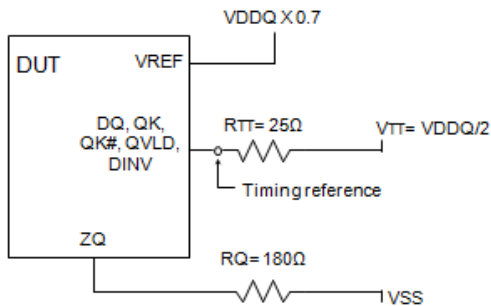 VDDQ X 0.7
DUT
VREF
DQ, QK,
QK#, QVLD,
DINV
RTT= 25Ω
VTT= VDDQ/2
Timing reference
ZQ
RQ= 180Ω
VSS